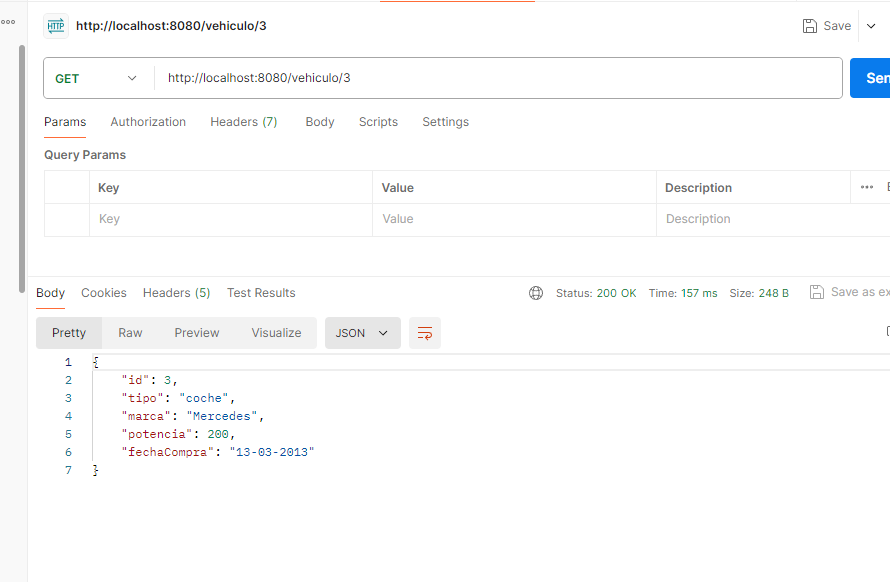 HTTP http://localhost:8080/vehiculo/3 Save
GET http://localhost:8080/vehiculo/3
Params Authorization Headers (7) Body Scripts Settings
Query Params
Key Value Description
Key Value Description
Body Cookies Headers (5) Test Results Status: 200 OK Time: 157 ms Size: 248 B Save as
Pretty Raw Preview Visualize JSON
1 {
2 "id": 3,
3 "tipo": "coche",
4 "marca": "Mercedes",
5 "potencia": 200,
6 "fechaCompra": "13-03-2013"
7 }